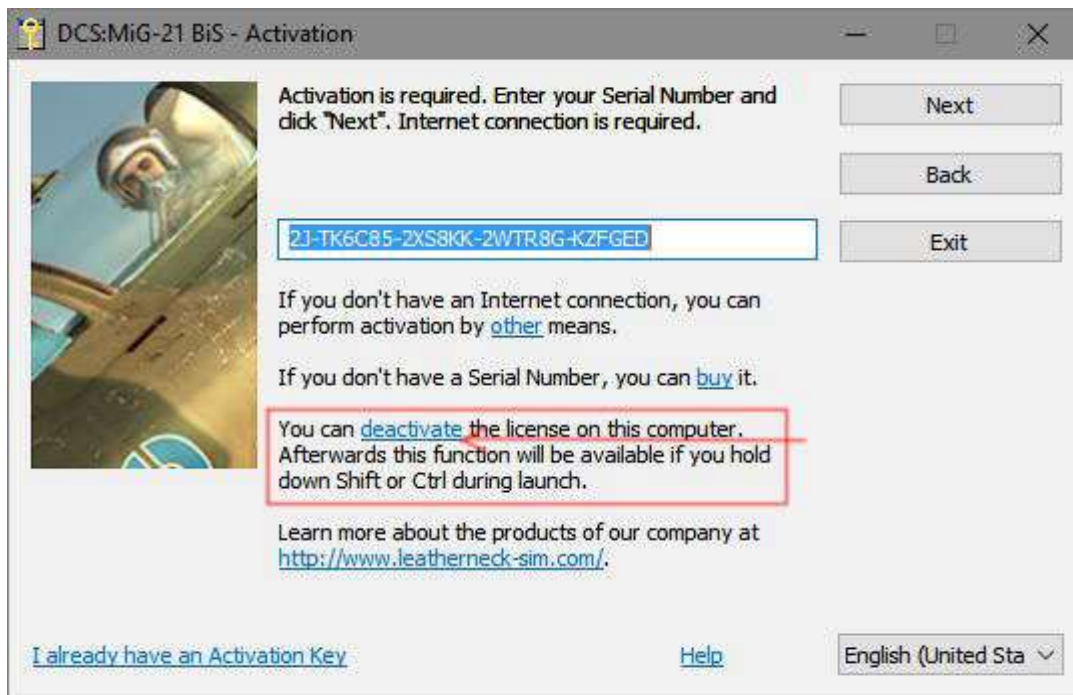 DCS:MiG-21 BiS - Activation
Activation is required. Enter your Serial Number and
click "Next". Internet connection is required.
Next
Back
2J-TK6C85-2XS8KK-2WTR8G-KZFGED
Exit
If you don't have an Internet connection, you can
perform activation by other means.
If you don't have a Serial Number, you can buy it.
You can deactivate the license on this computer.
Afterwards this function will be available if you hold
down Shift or Ctrl during launch.
Learn more about the products of our company at
http://www.leatherneck-sim.com/.
I already have an Activation Key
Help
English (United Sta